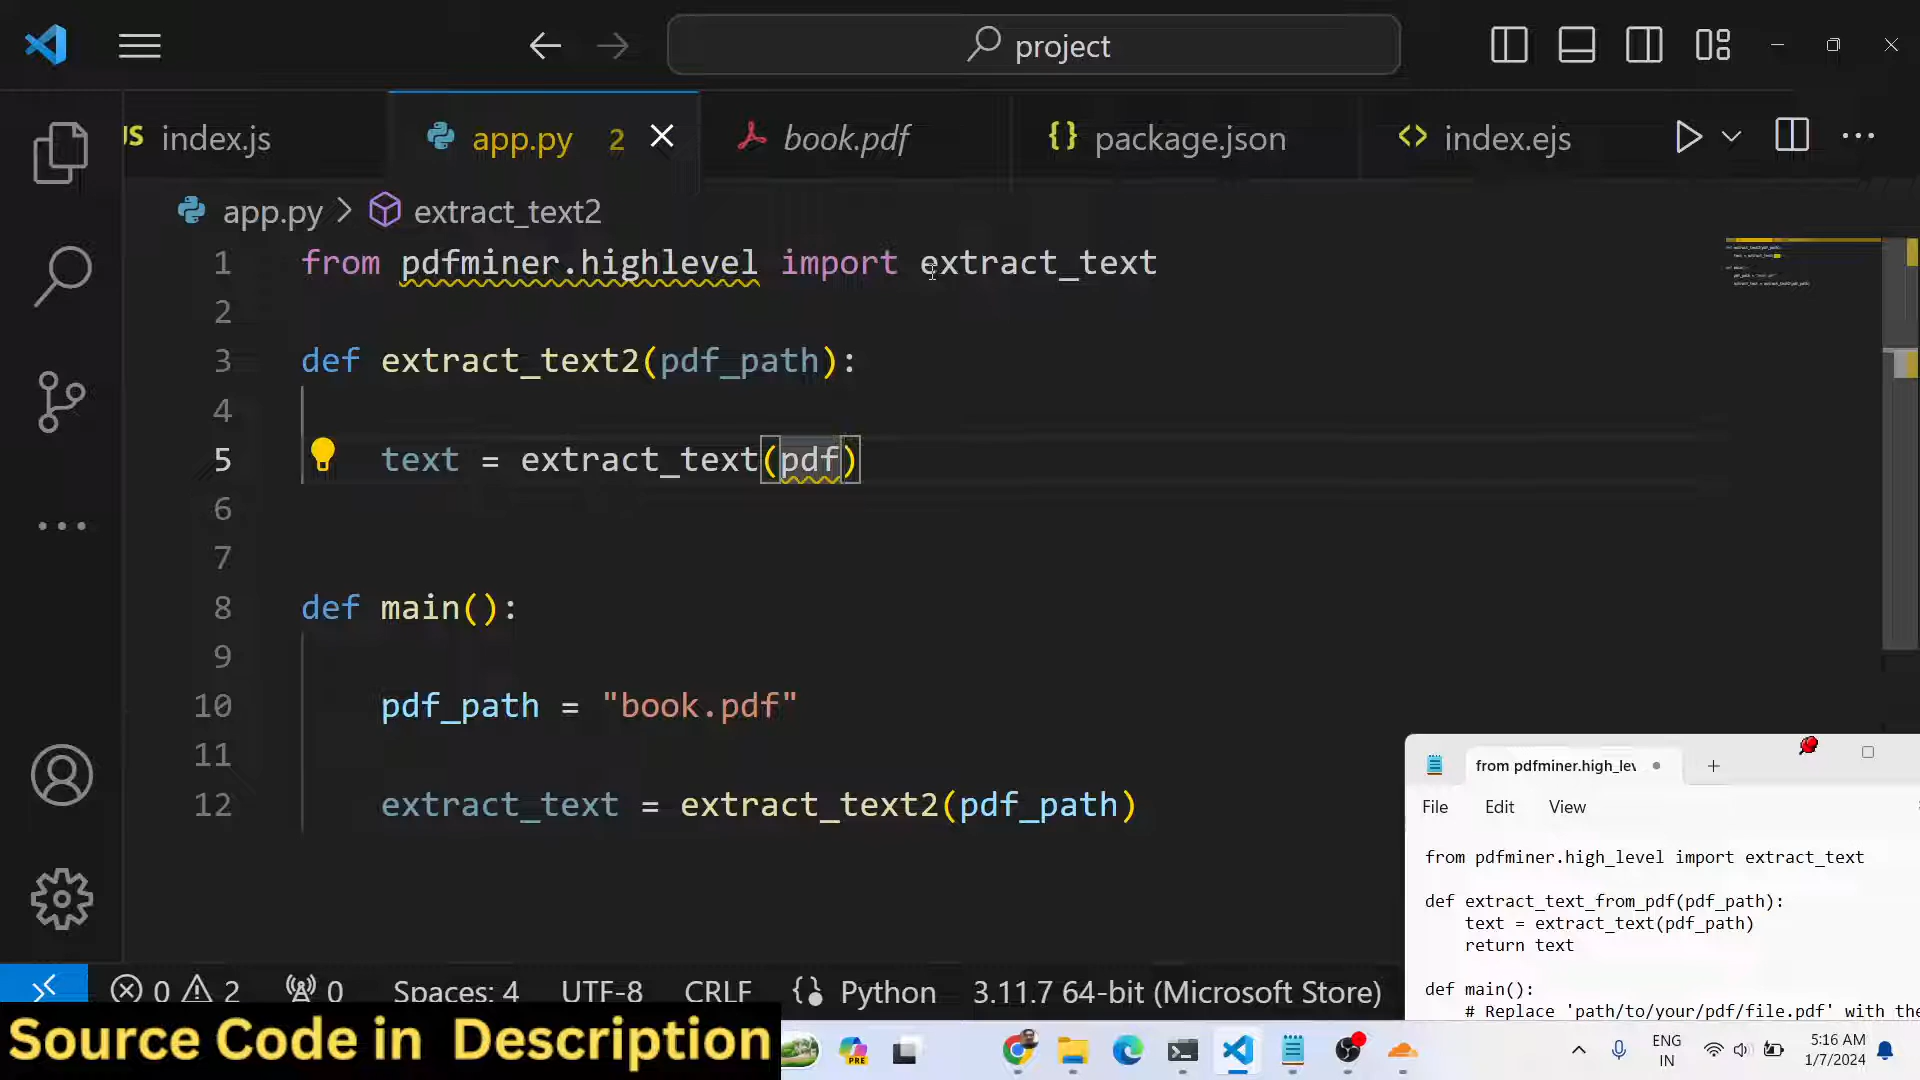 project
JS index.js
app.py 2
book.pdf
{} package.json
<> index.ejs
app.py > extract_text2
1 from pdfminer.highlevel import extract_text
2
3 def extract_text2(pdf_path):
4
5 text = extract_text(pdf)
6
7
8 def main():
9
10 pdf_path = "book.pdf"
11
12 extract_text = extract_text2(pdf_path)
from pdfminer.high_lev
File Edit View
from pdfminer.high_level import extract_text
def extract_text_from_pdf(pdf_path):
text = extract_text(pdf_path)
return text
def main():
# Replace 'path/to/your/pdf/file.pdf' with the
0 2 0 Spaces: 4 UTF-8 CRLF Python 3.11.7 64-bit (Microsoft Store)
Source Code in Description
PRE
ENG
IN
5:16 AM
1/7/2024